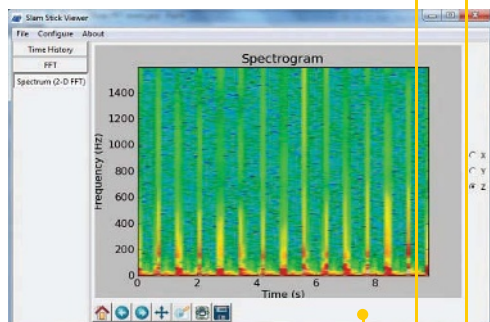 Slam Stick Viewer
File Configure About
Time History
FFT
Spectrum (2-D FFT)
Spectrogram
1400
1200
1000
800
600
400
200
0
Frequency (Hz)
0 2 4 6 8
Time (s)
X
Y
Z